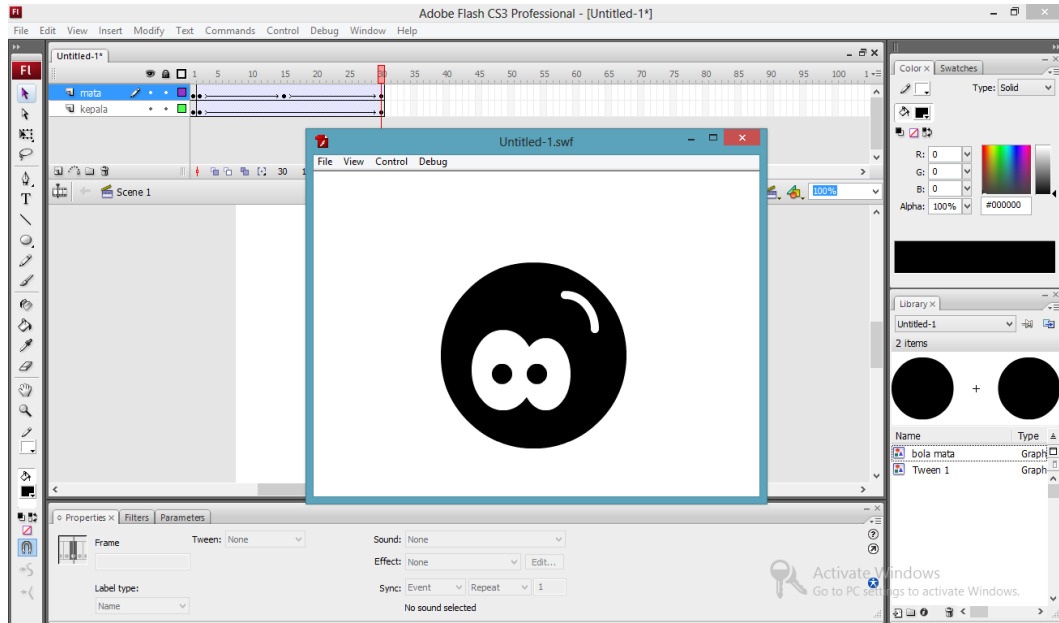 Adobe Flash CS3 Professional - [Untitled-1*]
File Edit View Insert Modify Text Commands Control Debug Window Help
Untitled-1*
1 5 10 15 20 25 30 35 40 45 50 55 60 65 70 75 80 85 90 95 100
mata
kepala
30
Scene 1
100%
Untitled-1.swf
File View Control Debug
Color × Swatches
Type: Solid
R: 0
G: 0
B: 0
Alpha: 100% #000000
Library ×
Untitled-1
2 items
Name Type
bola mata Graph
Tween 1 Graph
Properties × Filters Parameters
Frame
Tween: None
Label type:
Name
Sound: None
Effect: None Edit...
Sync: Event Repeat 1
No sound selected
Activate Windows
Go to PC settings to activate Windows.